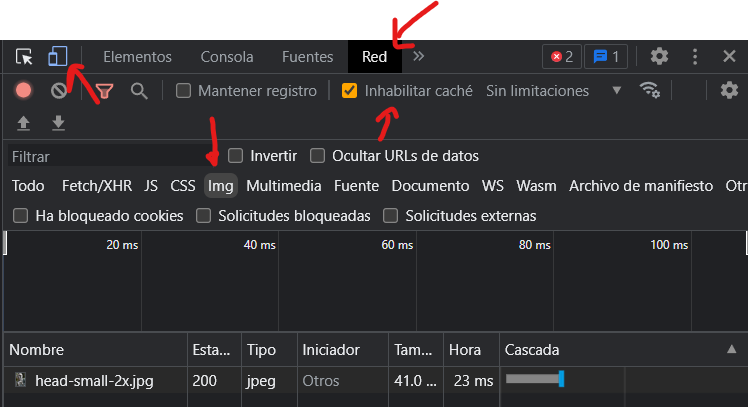 Elementos Consola Fuentes Red » 2 1
Mantener registro Inhabilitar caché Sin limitaciones
Filtrar Invertir Ocultar URLs de datos
Todo Fetch/XHR JS CSS Img Multimedia Fuente Documento WS Wasm Archivo de manifiesto Otr
Ha bloqueado cookies Solicitudes bloqueadas Solicitudes externas
20 ms 40 ms 60 ms 80 ms 100 ms
Nombre Esta... Tipo Iniciador Tam... Hora Cascada
head-small-2x.jpg 200 jpeg Otros 41.0 ... 23 ms